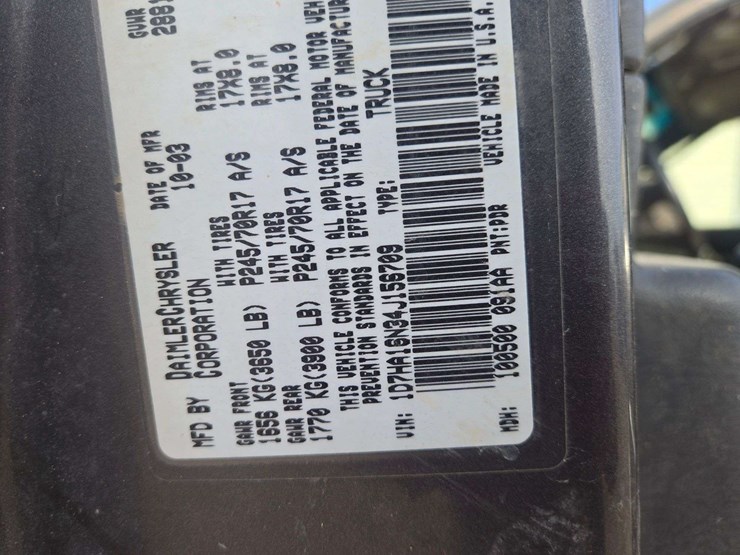 MFD BY DAIMLERCHRYSLER CORPORATION
DATE OF MFR 10-03
GVWR
GAWR FRONT WITH TIRES RIMS AT
1656 KG(3650 LB) P245/70R17 A/S 17X8.0
GAWR REAR WITH TIRES RIMS AT
1770 KG(3900 LB) P245/70R17 A/S 17X8.0
THIS VEHICLE CONFORMS TO ALL APPLICABLE FEDERAL MOTOR VEH
PREVENTION STANDARDS IN EFFECT ON THE DATE OF MANUFACTUR
VIN: 1D7HA16N34J156709 TYPE: TRUCK
MDH: 100500 091AA PNT:PDR VEHICLE MADE IN U.S.A.